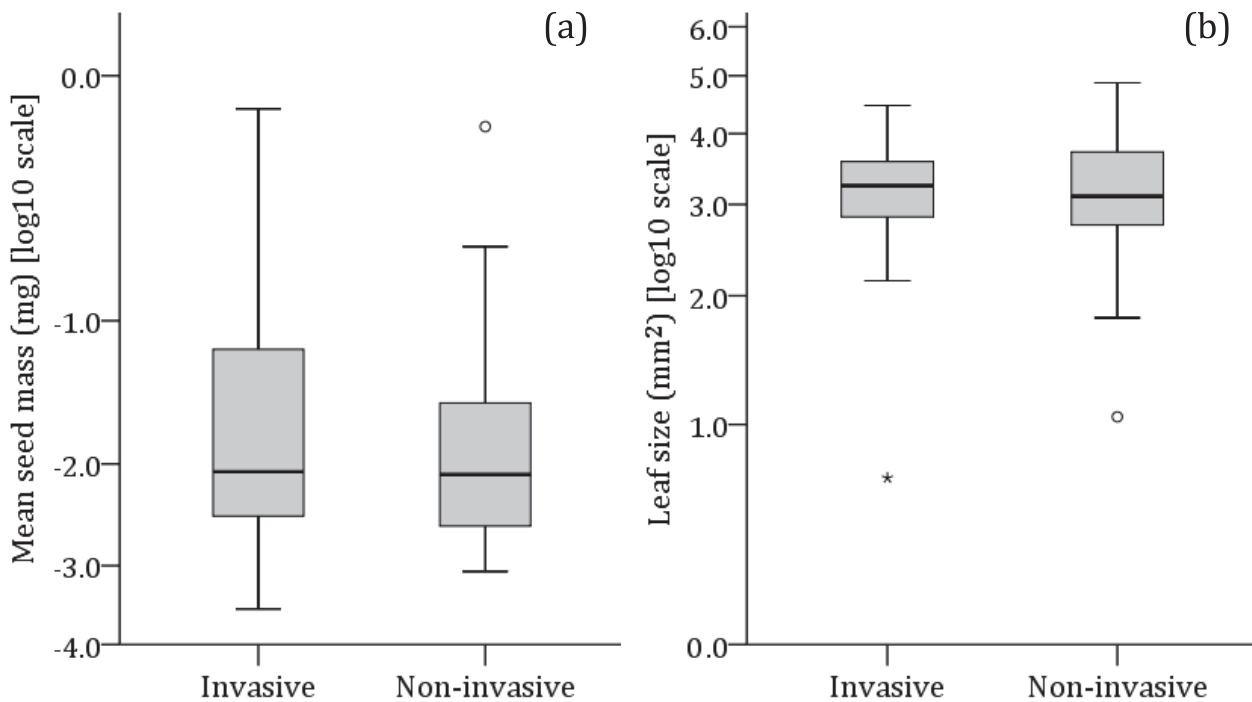 (a)
Mean seed mass (mg) [log10 scale]
0.0
-1.0
-2.0
-3.0
-4.0
Invasive
Non-invasive
(b)
Leaf size (mm²) [log10 scale]
6.0
5.0
4.0
3.0
2.0
1.0
0.0
Invasive
Non-invasive